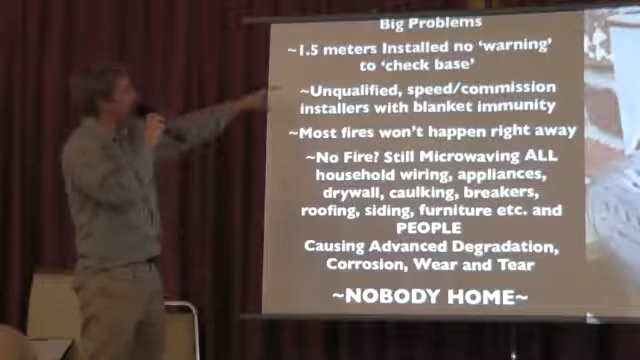 Big Problems
~1.5 meters Installed no ‘warning’
to ‘check base’
~Unqualified, speed/commission
installers with blanket immunity
~Most fires won’t happen right away
~No Fire? Still Microwaving ALL
household wiring, appliances,
drywall, caulking, breakers,
roofing, siding, furniture etc. and
PEOPLE
Causing Advanced Degradation,
Corrosion, Wear and Tear
~NOBODY HOME~